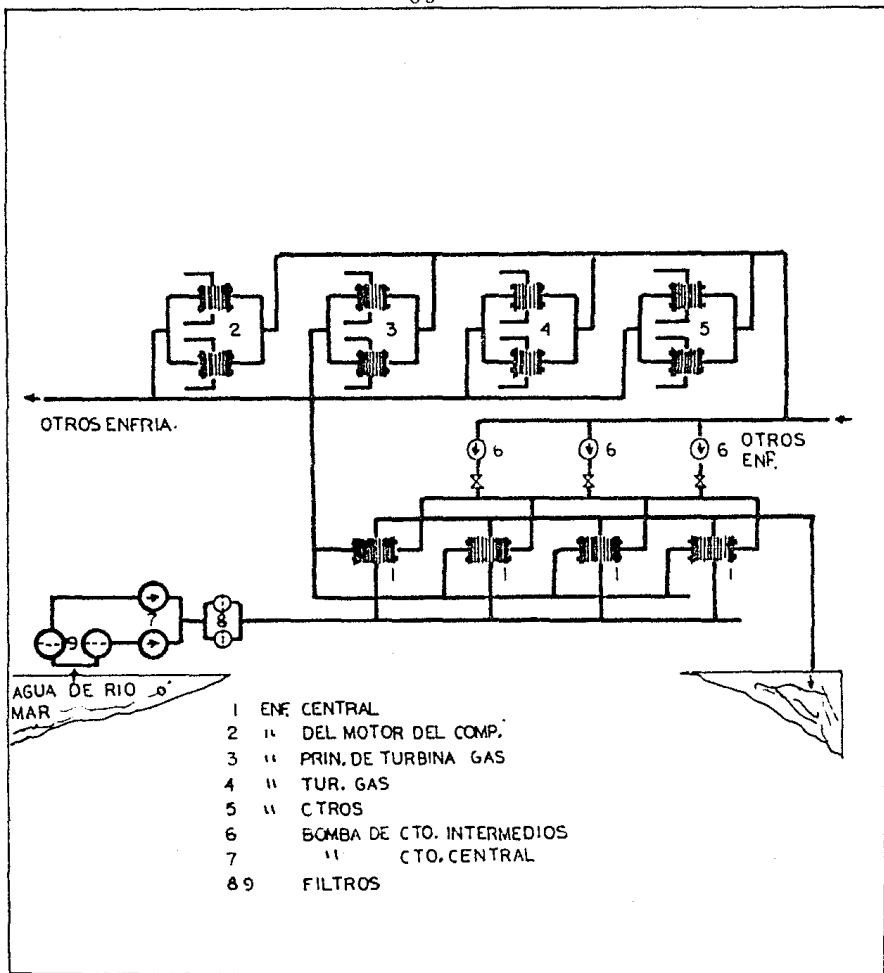 2 3 4 5
OTROS ENFRIA.
6 6 6 OTROS
ENF.
1 1 1 1
9 7 8
AGUA DE RIO o'
MAR
1 ENF. CENTRAL
2 " DEL MOTOR DEL COMP.
3 " PRIN. DE TURBINA GAS
4 " TUR. GAS
5 " CTROS
6 BOMBA DE CTO. INTERMEDIOS
7 " CTO. CENTRAL
8 9 FILTROS